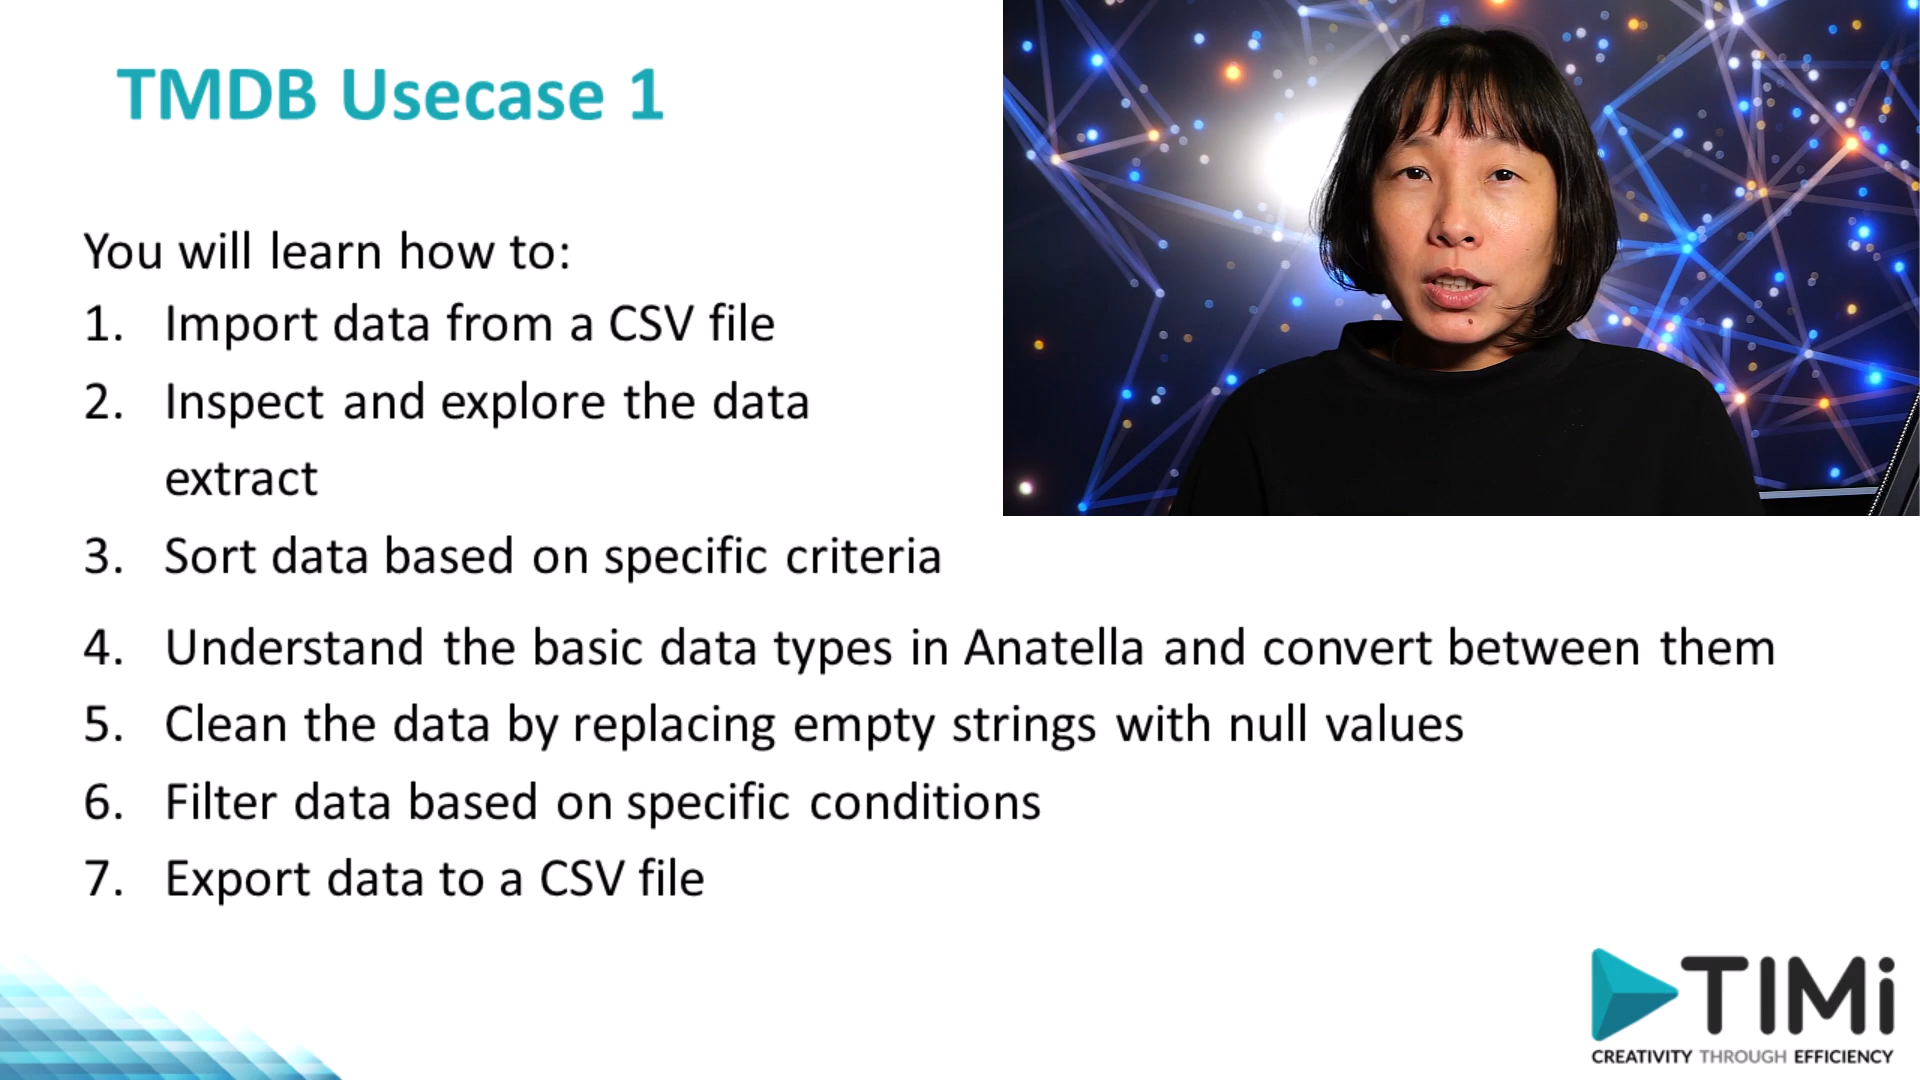 TMDB Usecase 1
You will learn how to:
1. Import data from a CSV file
2. Inspect and explore the data
extract
3. Sort data based on specific criteria
4. Understand the basic data types in Anatella and convert between them
5. Clean the data by replacing empty strings with null values
6. Filter data based on specific conditions
7. Export data to a CSV file
TIMi
CREATIVITY THROUGH EFFICIENCY